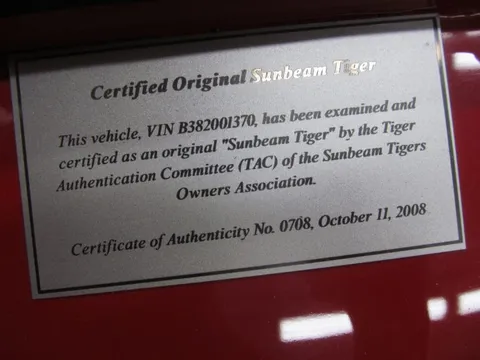 Certified Original Sunbeam Tiger
This vehicle, VIN B382001370, has been examined and
certified as an original "Sunbeam Tiger" by the Tiger
Authentication Committee (TAC) of the Sunbeam Tigers
Owners Association.
Certificate of Authenticity No. 0708, October 11, 2008